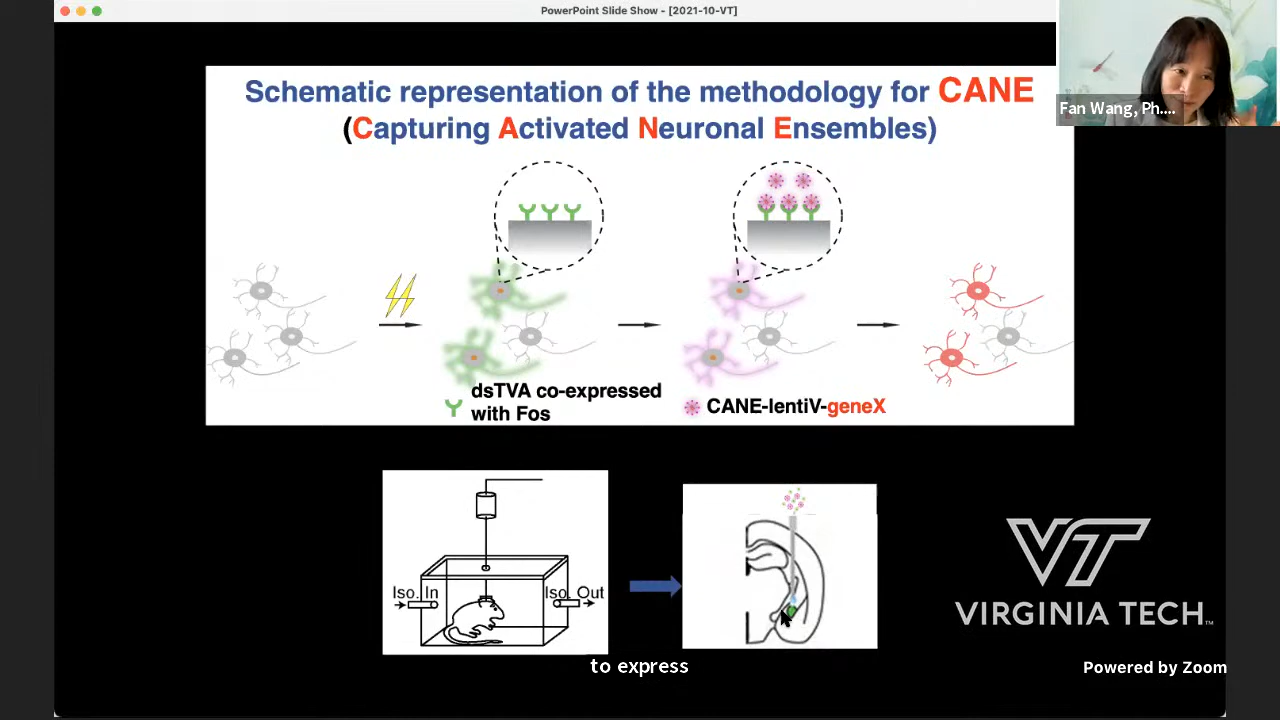 PowerPoint Slide Show - [2021-10-VT]
Fan Wang, Ph....
Schematic representation of the methodology for CANE
(Capturing Activated Neuronal Ensembles)
dsTVA co-expressed
with Fos
CANE-lentiV-geneX
Iso. In
Iso. Out
VT
VIRGINIA TECH™
to express
Powered by Zoom